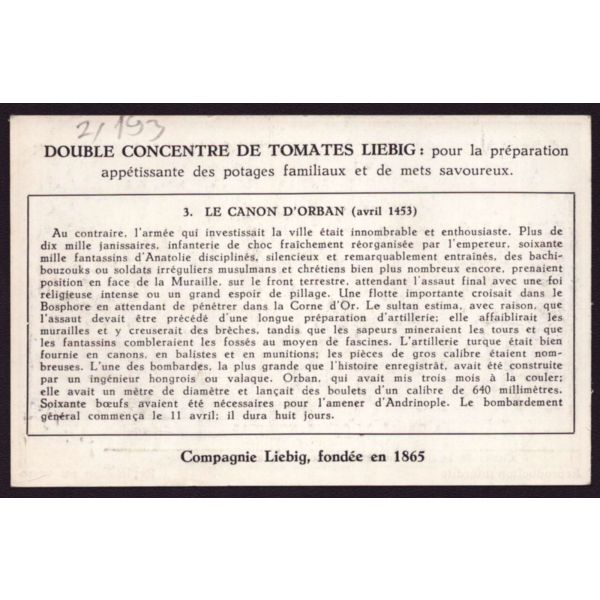 2/193
DOUBLE CONCENTRE DE TOMATES LIEBIG : pour la préparation
appétissante des potages familiaux et de mets savoureux.
3. LE CANON D'ORBAN (avril 1453)
Au contraire, l'armée qui investissait la ville était innombrable et enthousiaste. Plus de
dix mille janissaires, infanterie de choc fraîchement réorganisée par l'empereur, soixante
mille fantassins d'Anatolie disciplinés, silencieux et remarquablement entraînés, des bachi-
bouzouks ou soldats irréguliers musulmans et chrétiens bien plus nombreux encore, prenaient
position en face de la Muraille, sur le front terrestre, attendant l'assaut final avec une foi
religieuse intense ou un grand espoir de pillage. Une flotte importante croisait dans le
Bosphore en attendant de pénétrer dans la Corne d'Or. Le sultan estima, avec raison, que
l'assaut devait être précédé d'une longue préparation d'artillerie; elle affaiblirait les
murailles et y creuserait des brèches, tandis que les sapeurs mineraient les tours et que
les fantassins combleraient les fossés au moyen de fascines. L'artillerie turque était bien
fournie en canons, en balistes et en munitions; les pièces de gros calibre étaient nom-
breuses. L'une des bombardes, la plus grande que l'histoire enregistrât, avait été construite
par un ingénieur hongrois ou valaque. Orban, qui avait mis trois mois à la couler;
elle avait un mètre de diamètre et lançait des boulets d'un calibre de 640 millimètres.
Soixante bœufs avaient été nécessaires pour l'amener d'Andrinople. Le bombardement
général commença le 11 avril; il dura huit jours.
Compagnie Liebig, fondée en 1865